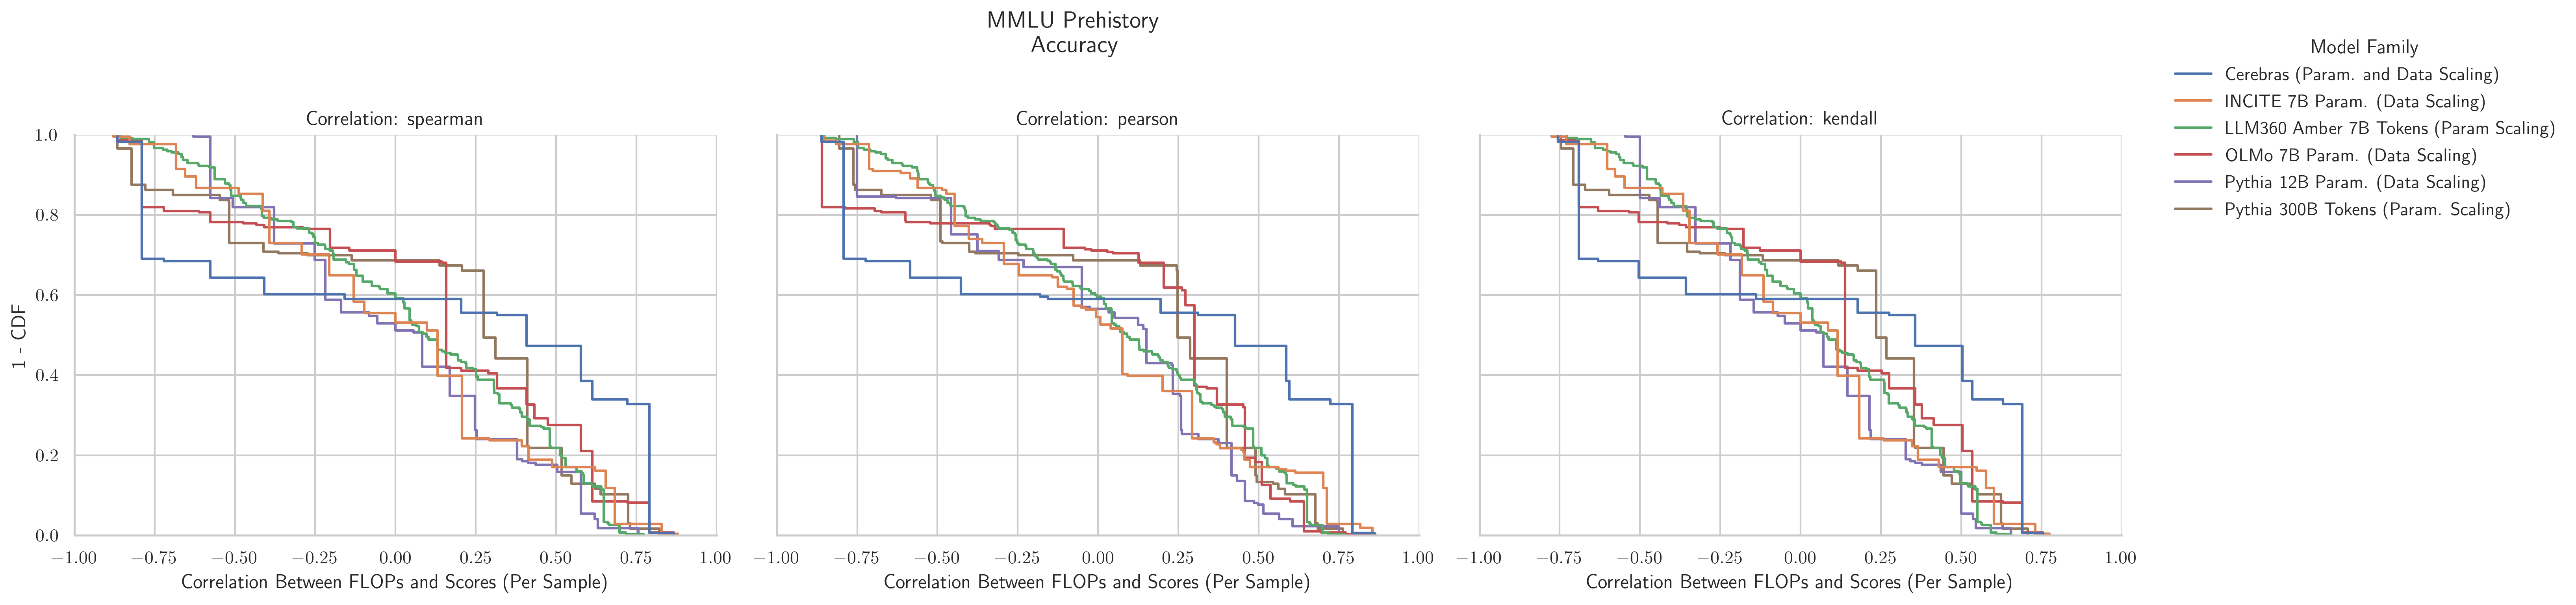 MMLU Prehistory
Accuracy
Model Family
Cerebras (Param. and Data Scaling)
INCITE 7B Param. (Data Scaling)
LLM360 Amber 7B Tokens (Param Scaling)
OLMo 7B Param. (Data Scaling)
Pythia 12B Param. (Data Scaling)
Pythia 300B Tokens (Param. Scaling)
Correlation: spearman
1 - CDF
1.0
0.8
0.6
0.4
0.2
0.0
−1.00 −0.75 −0.50 −0.25 0.00 0.25 0.50 0.75 1.00
Correlation Between FLOPs and Scores (Per Sample)
Correlation: pearson
−1.00 −0.75 −0.50 −0.25 0.00 0.25 0.50 0.75 1.00
Correlation Between FLOPs and Scores (Per Sample)
Correlation: kendall
−1.00 −0.75 −0.50 −0.25 0.00 0.25 0.50 0.75 1.00
Correlation Between FLOPs and Scores (Per Sample)